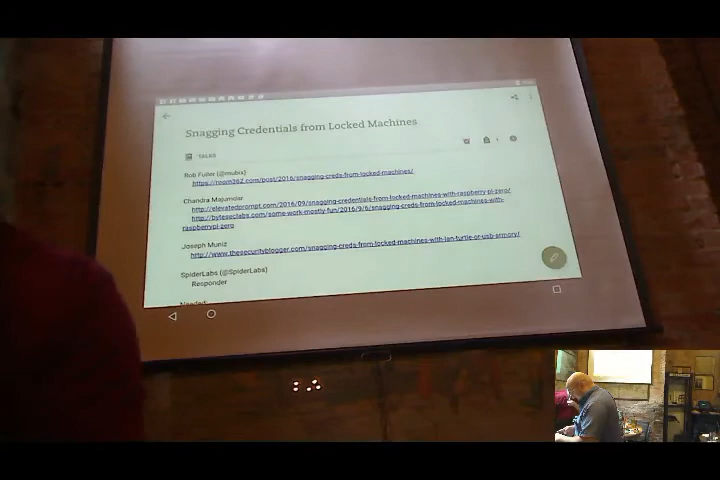 Snagging Credentials from Locked Machines
TALKS
Rob Fuller (@mubix)
https://room362.com/post/2016/snagging-creds-from-locked-machines/
Chandra Majumdar
http://elevatedprompt.com/2016/09/snagging-credentials-from-locked-machines-with-raspberry-pi-zero/
http://byteseclabs.com/some-work-mostly-fun/2016/9/6/snagging-creds-from-locked-machines-with-
raspberrypi-zero
Joseph Muniz
http://www.thesecurityblogger.com/snagging-creds-from-locked-machines-with-lan-turtle-or-usb-armory/
SpiderLabs (@SpiderLabs)
Responder
Needed: